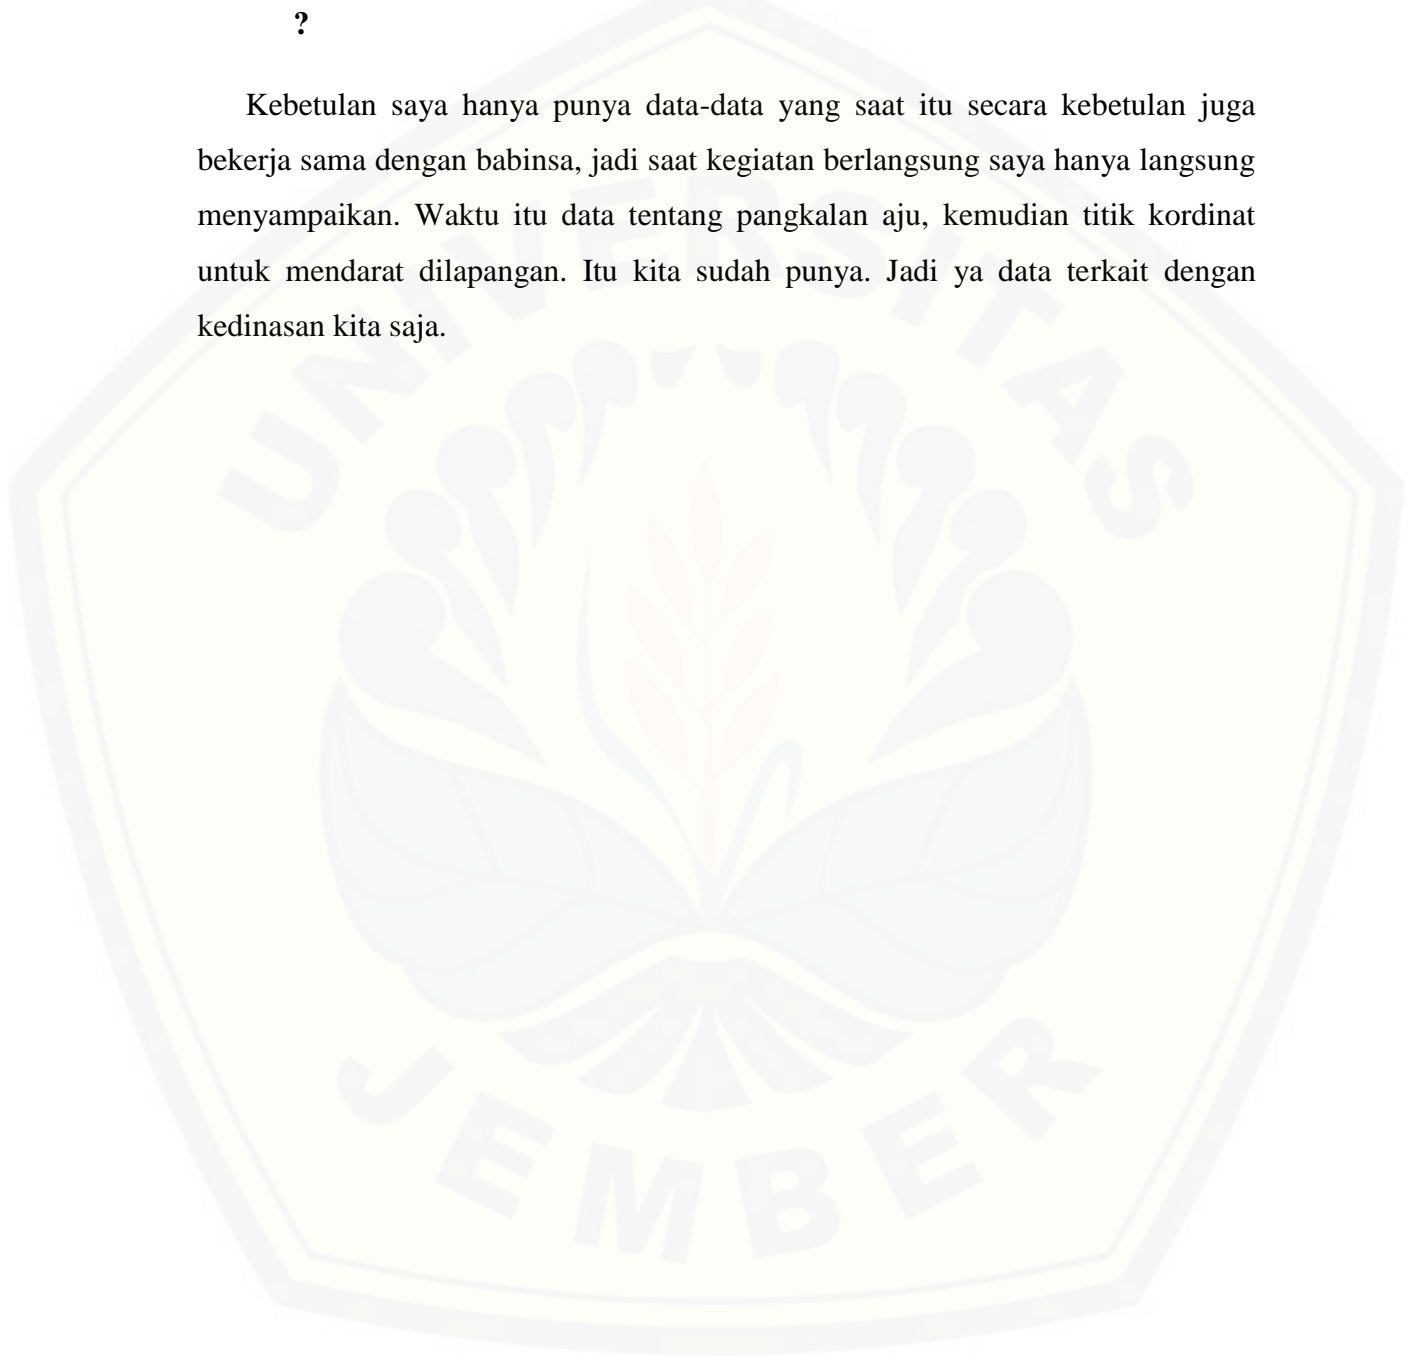 ?
Kebetulan saya hanya punya data-data yang saat itu secara kebetulan juga
bekerja sama dengan babinsa, jadi saat kegiatan berlangsung saya hanya langsung
menyampaikan. Waktu itu data tentang pangkalan aju, kemudian titik kordinat
untuk mendarat dilapangan. Itu kita sudah punya. Jadi ya data terkait dengan
kedinasan kita saja.
UNIVERSITAS
JEMBER